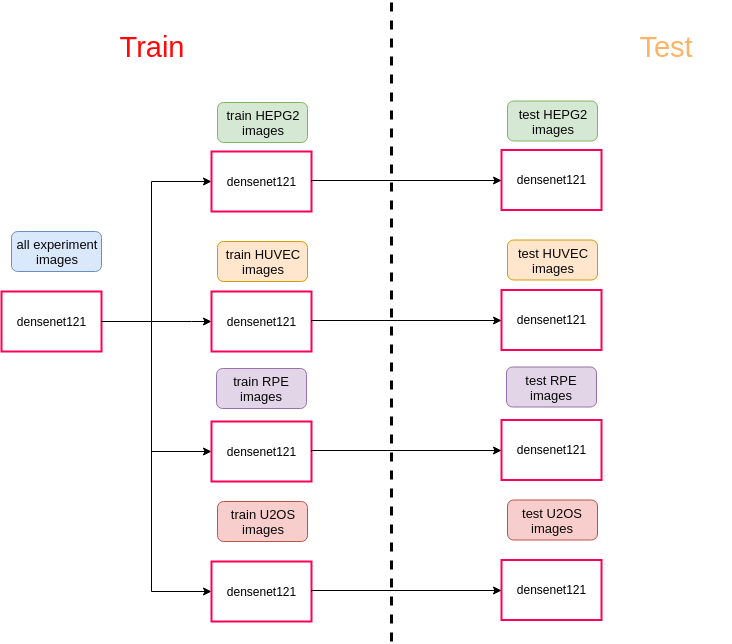 Train
Test
train HEPG2
images
test HEPG2
images
densenet121
densenet121
all experiment
images
train HUVEC
images
test HUVEC
images
densenet121
densenet121
densenet121
train RPE
images
test RPE
images
densenet121
densenet121
train U2OS
images
test U2OS
images
densenet121
densenet121